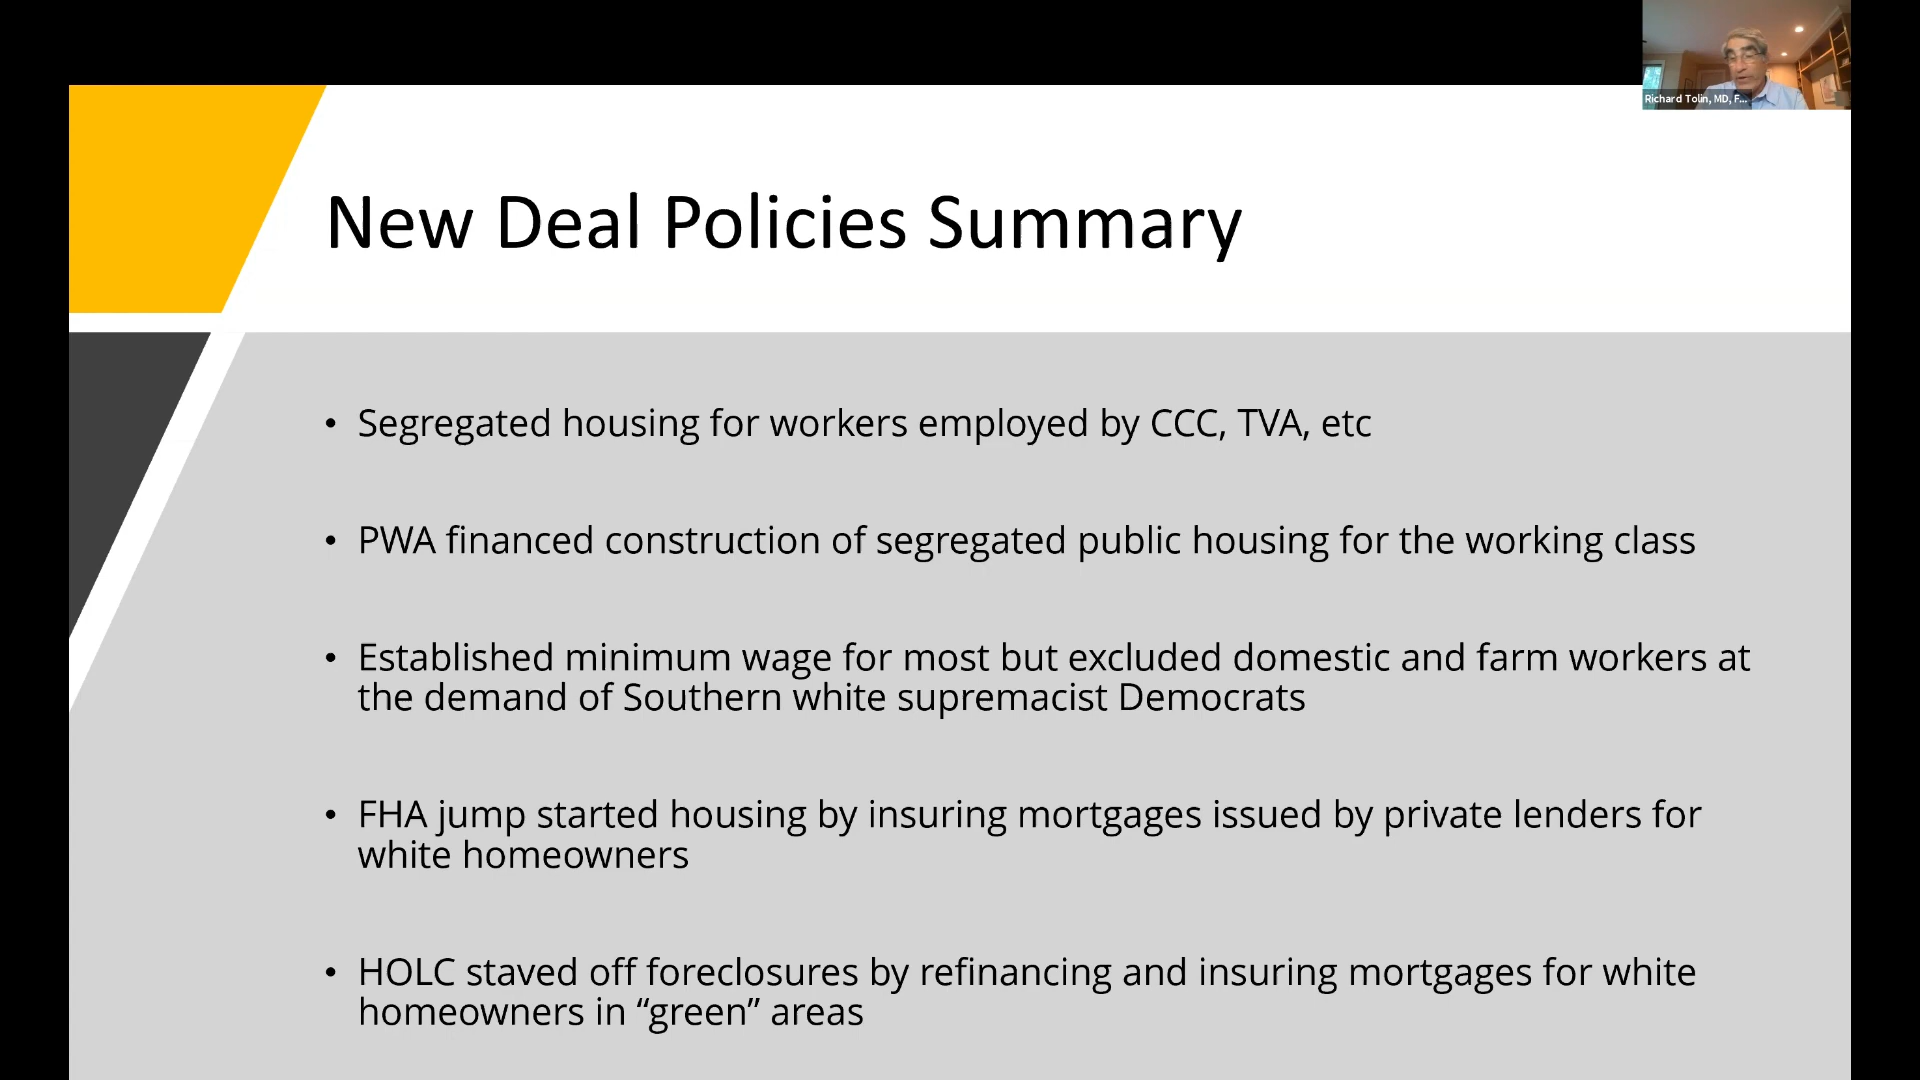 Richard Tolin, MD, F...
New Deal Policies Summary
• Segregated housing for workers employed by CCC, TVA, etc
• PWA financed construction of segregated public housing for the working class
• Established minimum wage for most but excluded domestic and farm workers at
the demand of Southern white supremacist Democrats
• FHA jump started housing by insuring mortgages issued by private lenders for
white homeowners
• HOLC staved off foreclosures by refinancing and insuring mortgages for white
homeowners in “green” areas